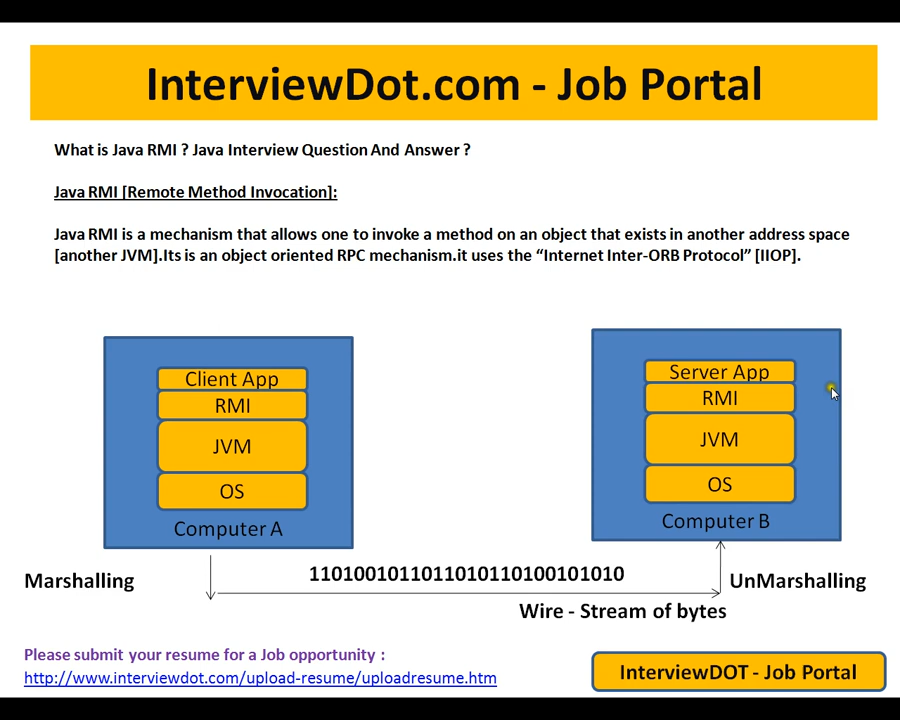 InterviewDot.com - Job Portal
What is Java RMI ? Java Interview Question And Answer ?
Java RMI [Remote Method Invocation]:
Java RMI is a mechanism that allows one to invoke a method on an object that exists in another address space
[another JVM].Its is an object oriented RPC mechanism.it uses the “Internet Inter-ORB Protocol” [IIOP].
Client App
RMI
JVM
OS
Computer A
Server App
RMI
JVM
OS
Computer B
Marshalling
1101001011011010110100101010
UnMarshalling
Wire - Stream of bytes
Please submit your resume for a Job opportunity :
http://www.interviewdot.com/upload-resume/uploadresume.htm
InterviewDOT - Job Portal